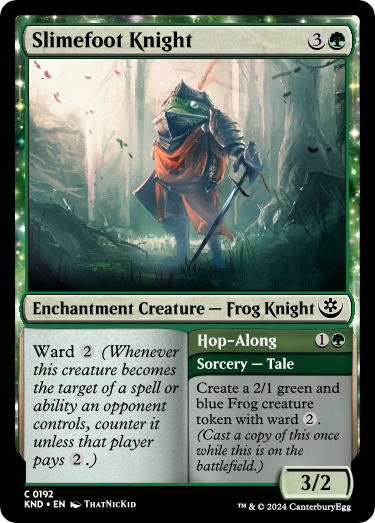 Slimefoot Knight 3
Enchantment Creature — Frog Knight
Ward 2 (Whenever
this creature becomes
the target of a spell or
ability an opponent
controls, counter it
unless that player
pays 2.)
Hop-Along 1
Sorcery — Tale
Create a 2/1 green and
blue Frog creature
token with ward 2.
(Cast a copy of this once
while this is on the
battlefield.)
3/2
C 0192
KND • EN ThatNicKid
™ & © 2024 CanterburyEgg